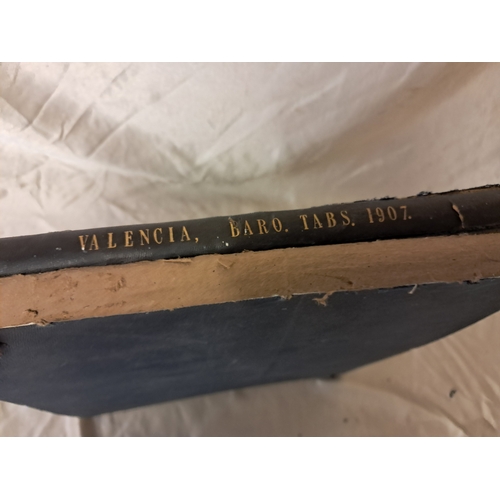 VALENCIA, BARO. TABS. 1907.